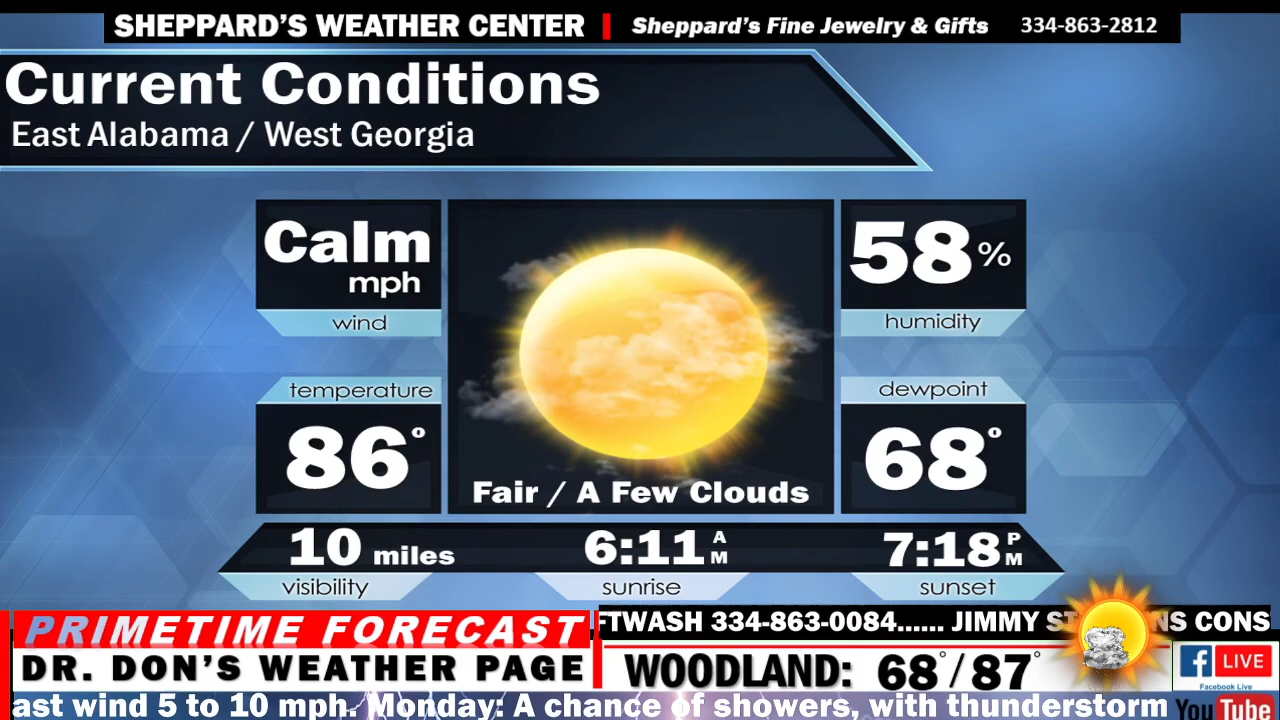 SHEPPARD'S WEATHER CENTER | Sheppard's Fine Jewelry & Gifts 334-863-2812
Current Conditions
East Alabama / West Georgia
Calm
mph
wind
58%
humidity
temperature
86°
Fair / A Few Clouds
dewpoint
68°
10 miles
visibility
6:11 AM
sunrise
7:18 PM
sunset
PRIMETIME FORECAST
DR. DON'S WEATHER PAGE
FTWASH 334-863-0084...... JIMMY ST NS CONS
WOODLAND: 68°/87°
f LIVE
Facebook Live
ast wind 5 to 10 mph. Monday: A chance of showers, with thunderstorm
YouTube